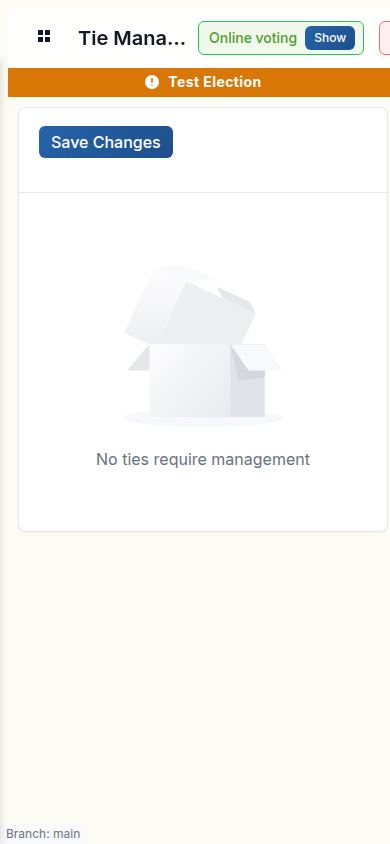 Tie Mana...
Online voting
Show
Test Election
Save Changes
No ties require management
Branch: main